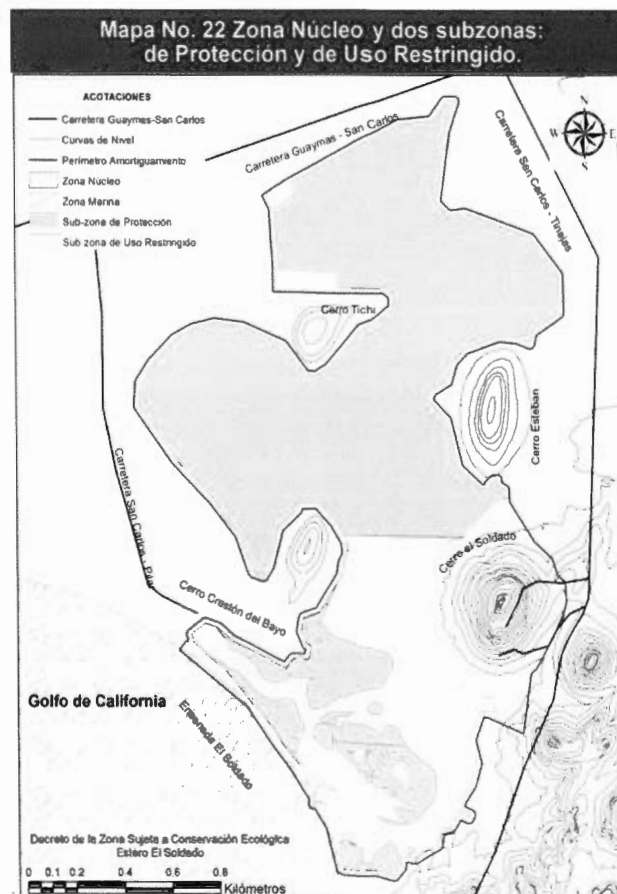 Mapa No. 22 Zona Núcleo y dos subzonas:
de Protección y de Uso Restringido.
ACOTACIONES
Carretera Guaymas-San Carlos
Curvas de Nivel
Perímetro Amortiguamiento
Zona Núcleo
Zona Marina
Sub-zona de Protección
Sub zona de Uso Restringido
Carretera Guaymas - San Carlos
Carretera San Carlos - Tinajas
N
W
E
S
Cerro Tichi
Cerro Esteban
Carretera San Carlos - Pilar
Cerro el Soldado
Cerro Crestón del Bayo
Golfo de California
Ensenada El Soldado
Decreto de la Zona Sujeta a Conservación Ecológica
Estero El Soldado
0 0.1 0.2 0.4 0.6 0.8
Kilómetros